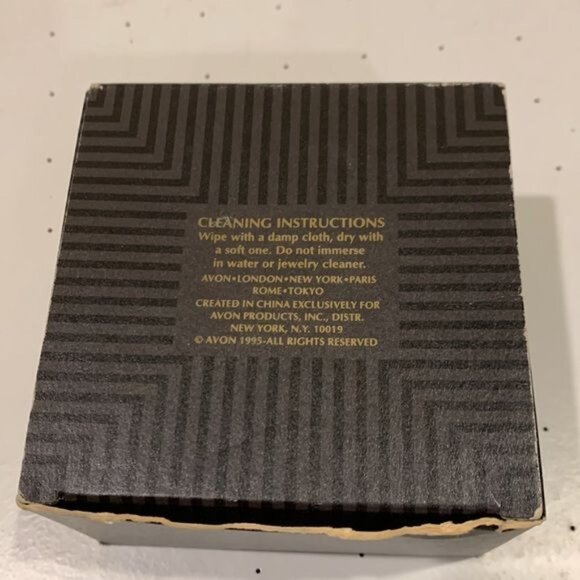 CLEANING INSTRUCTIONS
Wipe with a damp cloth, dry with
a soft one. Do not immerse
in water or jewelry cleaner.
AVON•LONDON•NEW YORK•PARIS
ROME•TOKYO
CREATED IN CHINA EXCLUSIVELY FOR
AVON PRODUCTS, INC., DISTR.
NEW YORK, N.Y. 10019
© AVON 1995-ALL RIGHTS RESERVED